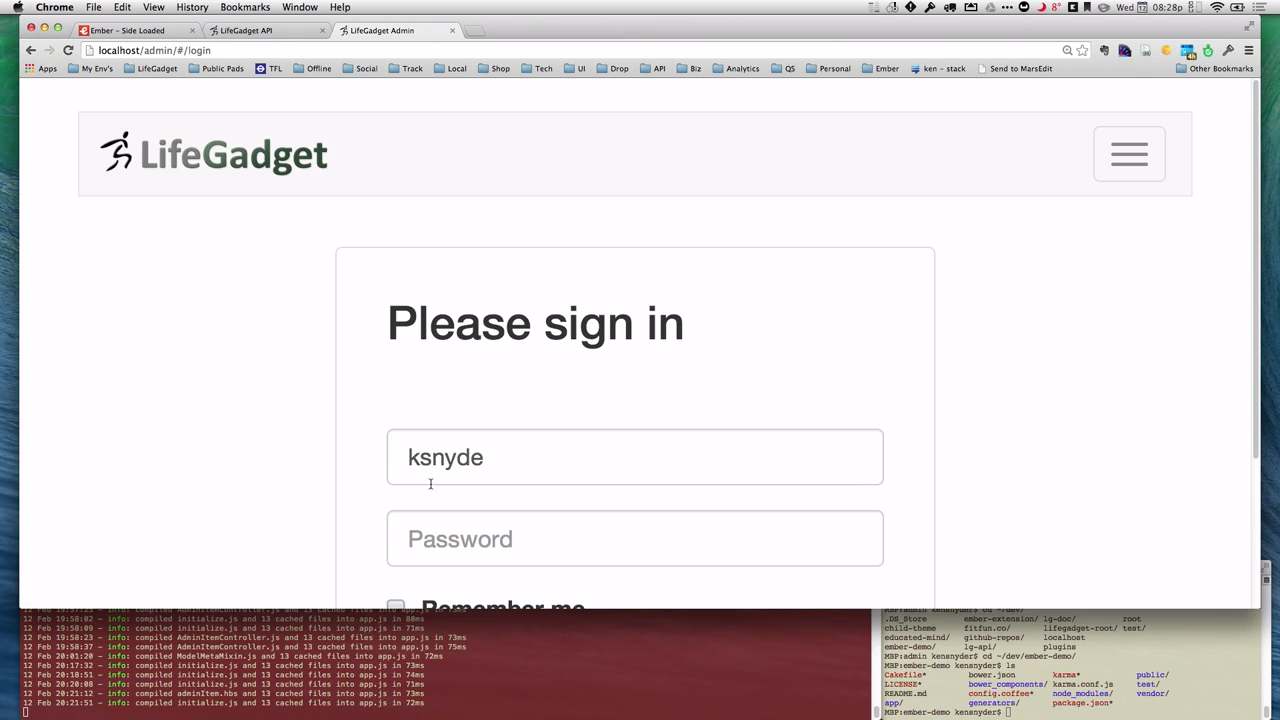 Chrome File Edit View History Bookmarks Window Help 8° Wed 08:28p
Ember - Side Loaded LifeGadget API LifeGadget Admin
localhost/admin/#/login
Apps My Env's LifeGadget Public Pads TFL Offline Social Track Local Shop Tech UI Drop API Biz Analytics QS Personal Ember ken - stack Send to MarsEdit Other Bookmarks
LifeGadget
Please sign in
ksnyde
Password
Remember me
12 Feb 19:58:02 - info: compiled initialize.js and 13 cached files into app.js in 80ms
12 Feb 19:58:09 - info: compiled initialize.js and 13 cached files into app.js in 71ms
12 Feb 19:58:23 - info: compiled AdminItemController.js and 13 cached files into app.js in 73ms
12 Feb 19:58:37 - info: compiled AdminItemController.js and 13 cached files into app.js in 75ms
12 Feb 20:01:20 - info: compiled ModelMetaMixin.js and 13 cached files into app.js in 72ms
12 Feb 20:17:32 - info: compiled initialize.js and 13 cached files into app.js in 73ms
12 Feb 20:18:51 - info: compiled initialize.js and 13 cached files into app.js in 74ms
12 Feb 20:20:08 - info: compiled initialize.js and 13 cached files into app.js in 71ms
12 Feb 20:21:12 - info: compiled adminItem.hbs and 13 cached files into app.js in 73ms
12 Feb 20:21:51 - info: compiled initialize.js and 13 cached files into app.js in 72ms
MBP:admin kensnyder$ cd ~/dev/
.DS_Store ember-extension/ lg-doc/ root
child-theme fitfun.co/ lifegadget-root/ test/
educated-mind/ github-repos/ localhost
ember-demo/ lg-api/ plugins
MBP:admin kensnyder$ cd ~/dev/ember-demo/
MBP:ember-demo kensnyder$ ls
Cakefile* bower.json karma* public/
LICENSE* bower_components/ karma.conf.js test/
README.md config.coffee* node_modules/ vendor/
app/ generators/ package.json*
MBP:ember-demo kensnyder$